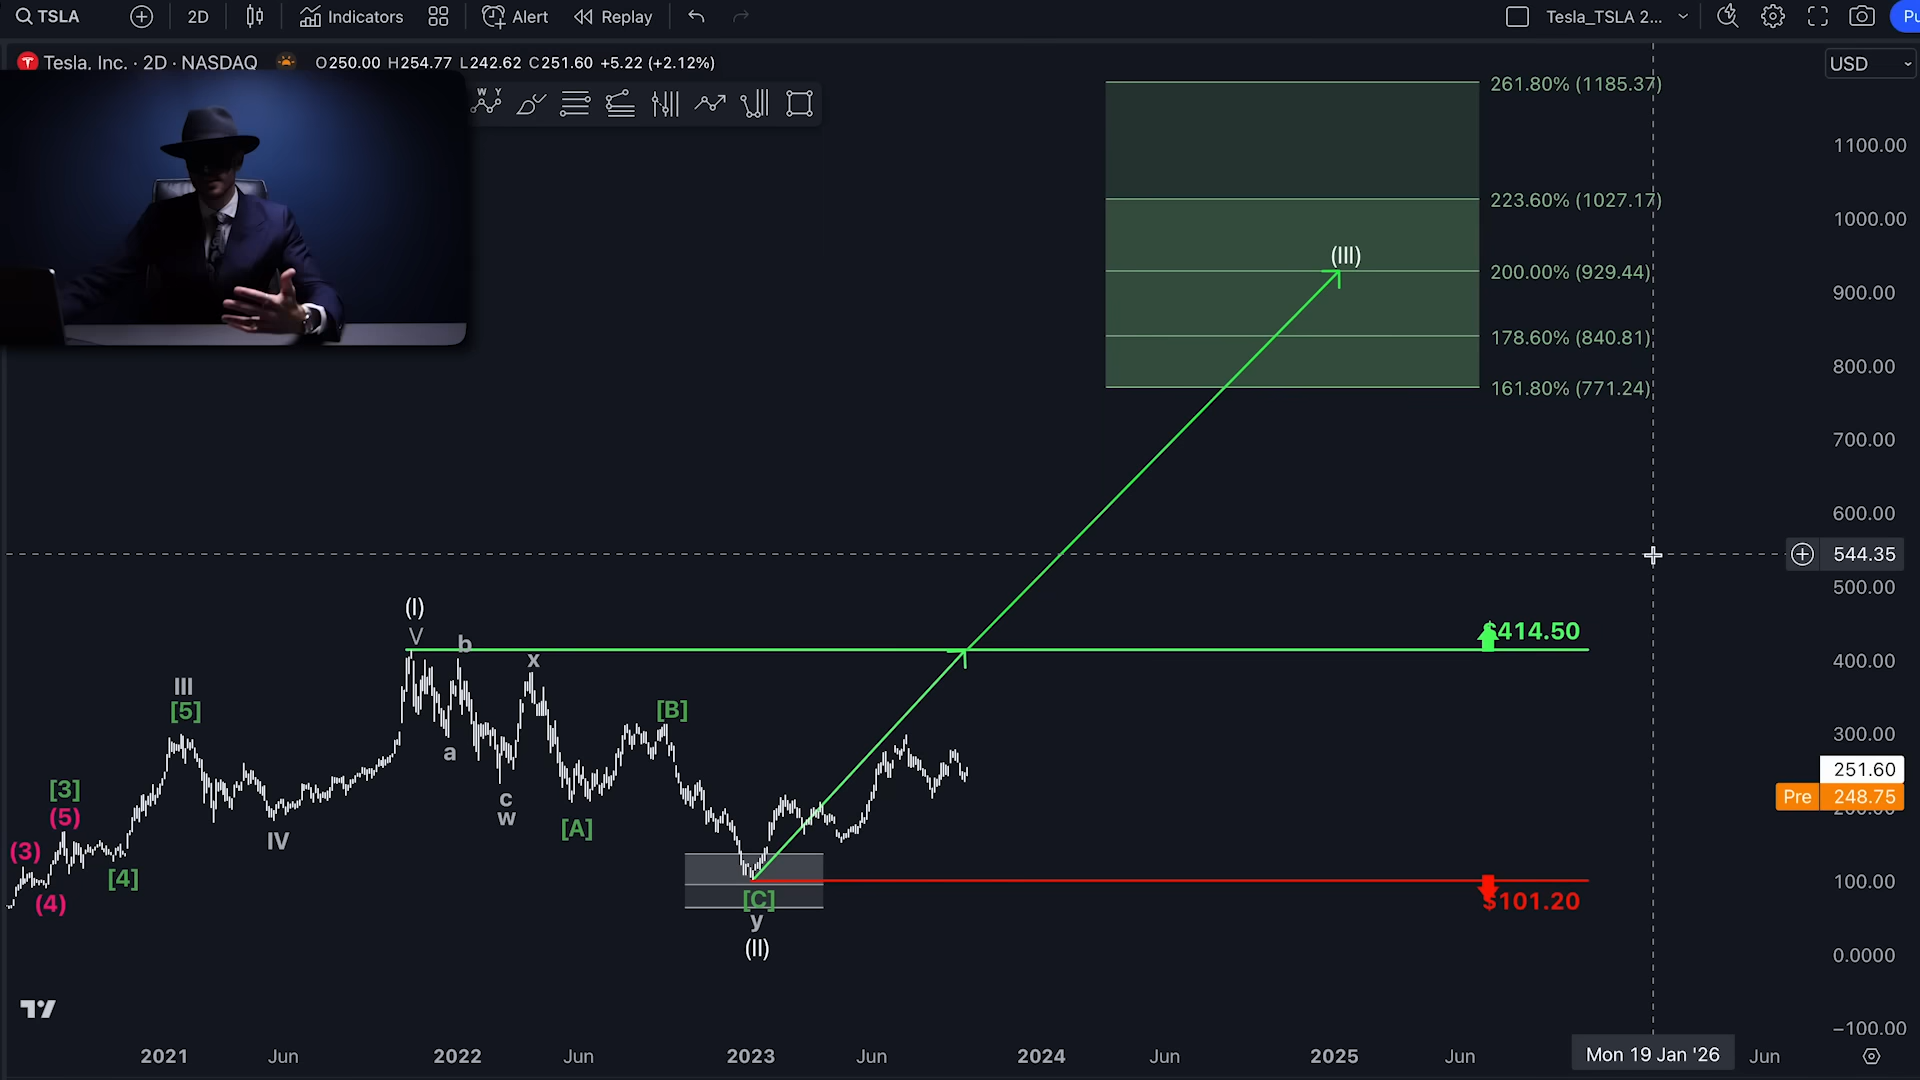 TSLA 2D Indicators Alert Replay Tesla_TSLA 2... Pu
Tesla, Inc. · 2D · NASDAQ O250.00 H254.77 L242.62 C251.60 +5.22 (+2.12%)
USD
W Y
261.80% (1185.37)
1100.00
223.60% (1027.17)
1000.00
(III)
200.00% (929.44)
900.00
178.60% (840.81)
800.00
161.80% (771.24)
700.00
600.00
544.35
500.00
(I)
V
$414.50
b
x
400.00
III
[5]
[B]
300.00
a
251.60
Pre 248.75
[3]
c
(5)
w
[A]
IV
(3)
[4]
100.00
(4)
[C]
$101.20
y
(II)
0.0000
−100.00
2021 Jun 2022 Jun 2023 Jun 2024 Jun 2025 Jun Mon 19 Jan '26 Jun